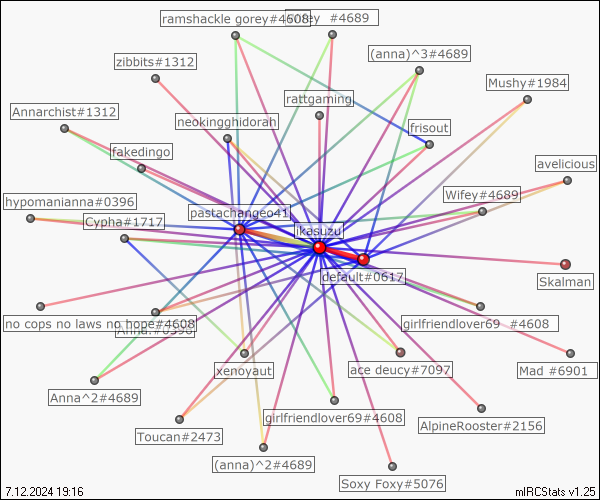 ramshackle gorey#4608
rey #4689
(anna)^3#4689
zibbits#1312
Mushy#1984
rattgaming
Annarchist#1312
neokingghidorah
frisout
fakedingo
avelicious
hypomanianna#0396
Wifey#4689
pastachangeo41
Cypha#1717
ikasuzu
default#0617
Skalman
no cops no laws no hope#4608
girlfriendlover69 #4608
xenoyaut
ace deucy#7097
Mad #6901
Anna^2#4689
girlfriendlover69#4608
AlpineRooster#2156
Toucan#2473
(anna)^2#4689
Soxy Foxy#5076
7.12.2024 19:16
mIRCStats v1.25